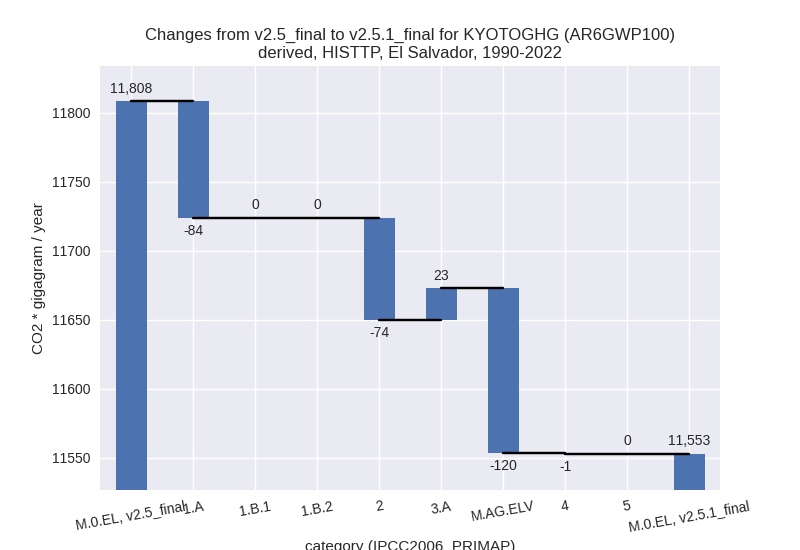 Changes from v2.5_final to v2.5.1_final for KYOTOGHG (AR6GWP100)
derived, HISTTP, El Salvador, 1990-2022
CO2 * gigagram / year
11800
11750
11700
11650
11600
11550
11,808
-84
0
0
-74
23
-120
-1
0
11,553
M.0.EL, v2.5_final
1.A
1.B.1
1.B.2
2
3.A
M.AG.ELV
4
5
M.0.EL, v2.5.1_final
category (IPCC2006_PRIMAP)